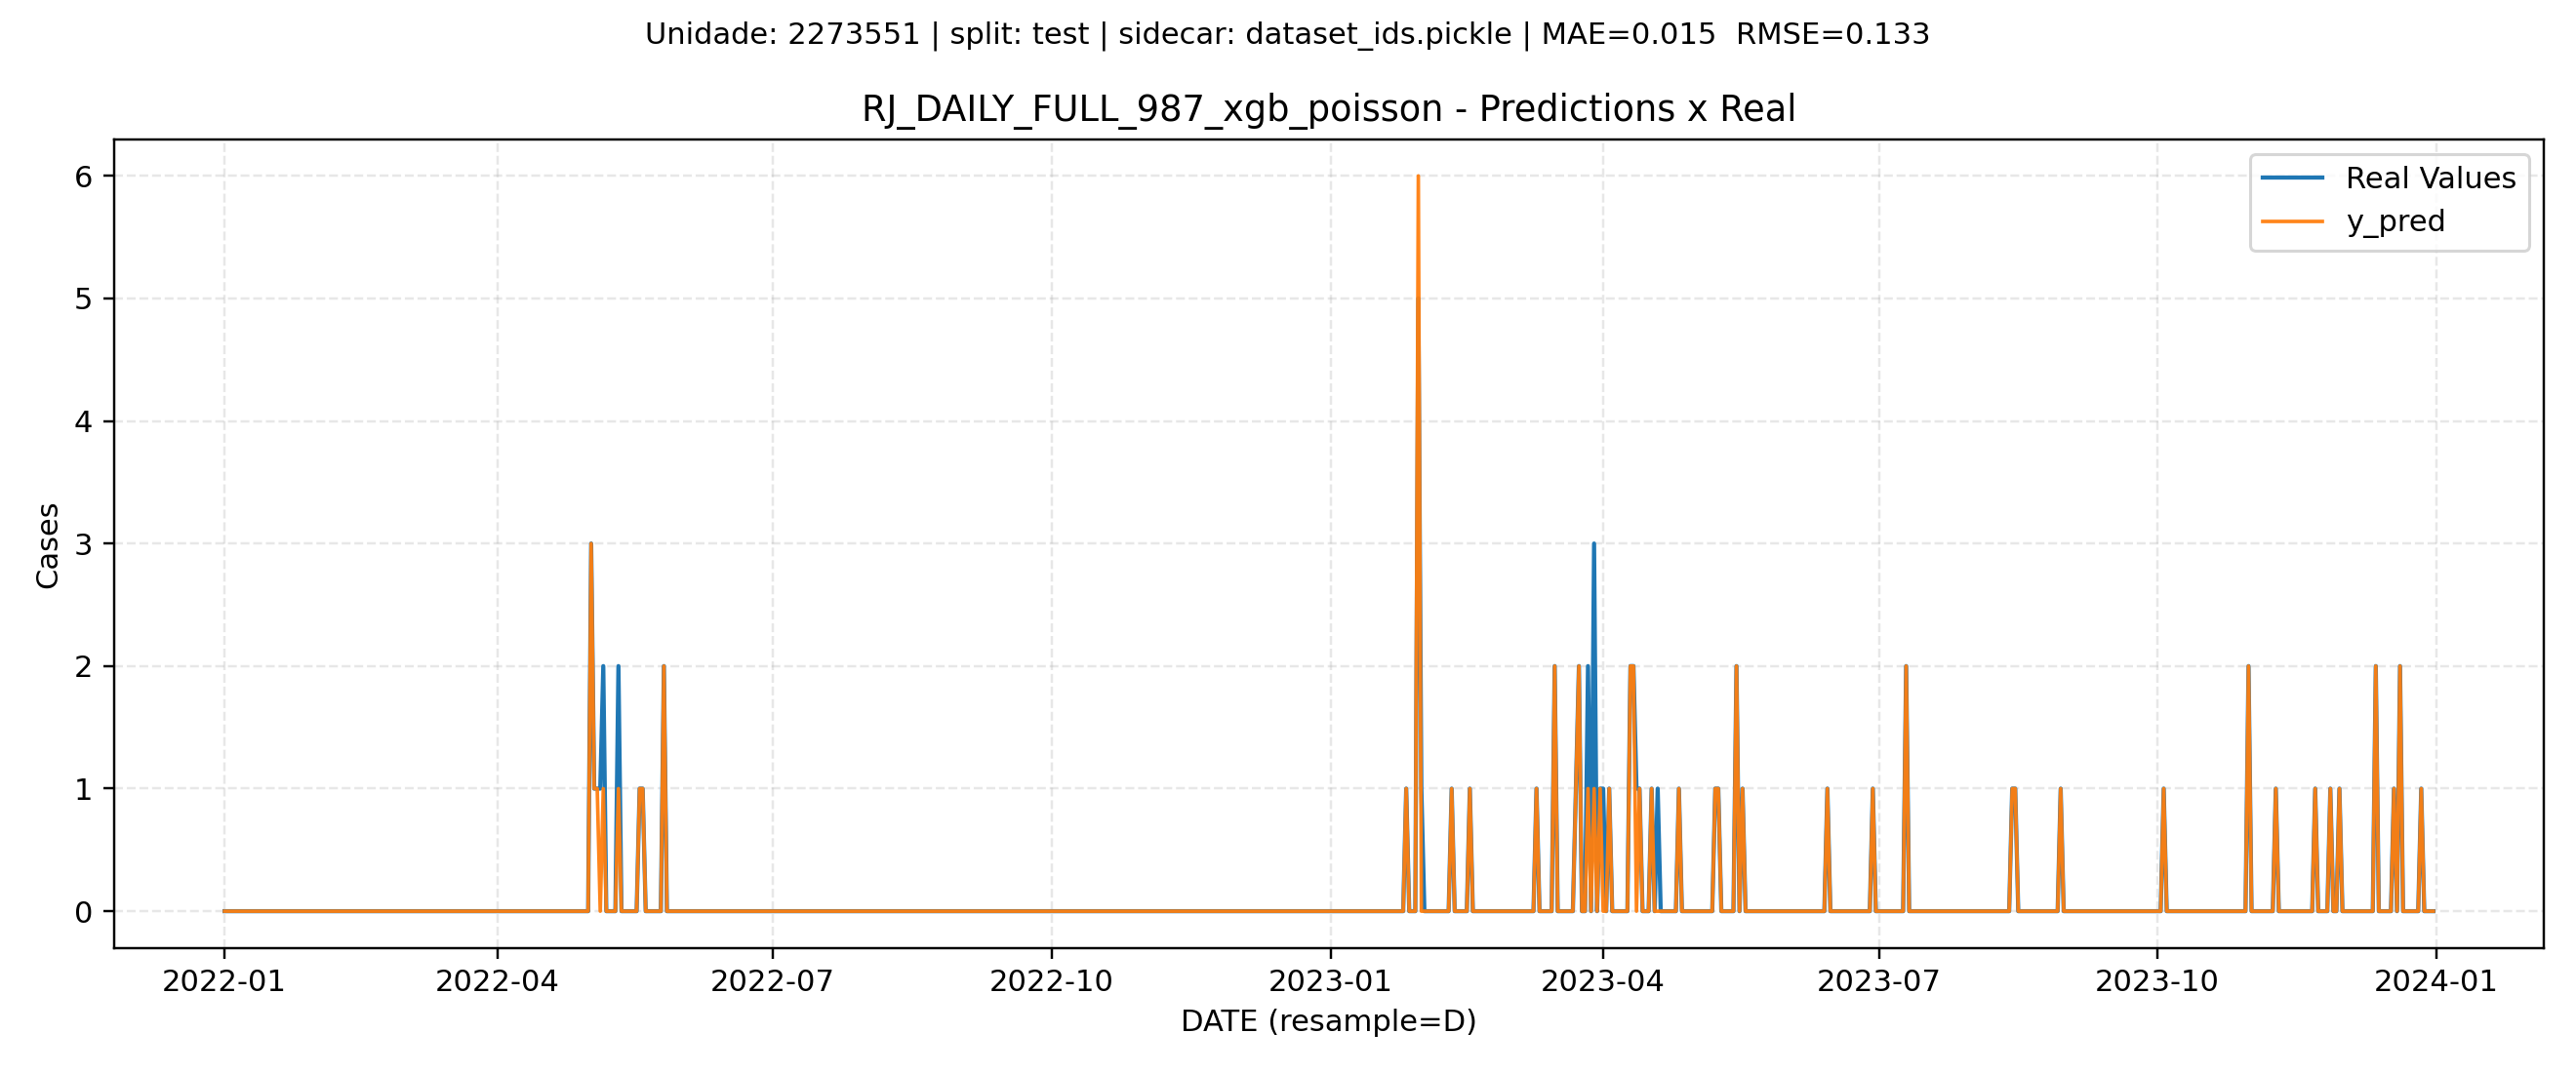 Unidade: 2273551 | split: test | sidecar: dataset_ids.pickle | MAE=0.015  RMSE=0.133
RJ_DAILY_FULL_987_xgb_poisson - Predictions x Real
Real Values
y_pred
Cases
6
5
4
3
2
1
0
2022-01
2022-04
2022-07
2022-10
2023-01
2023-04
2023-07
2023-10
2024-01
DATE (resample=D)